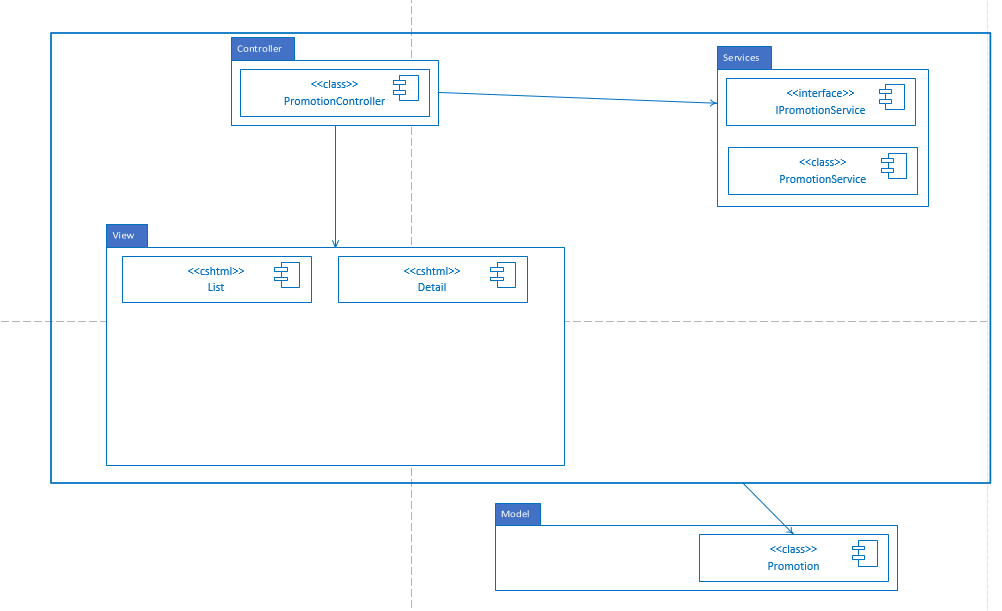 Controller
<<class>>
PromotionController
Services
<<interface>>
IPromotionService
<<class>>
PromotionService
View
<<cshtml>>
List
<<cshtml>>
Detail
Model
<<class>>
Promotion